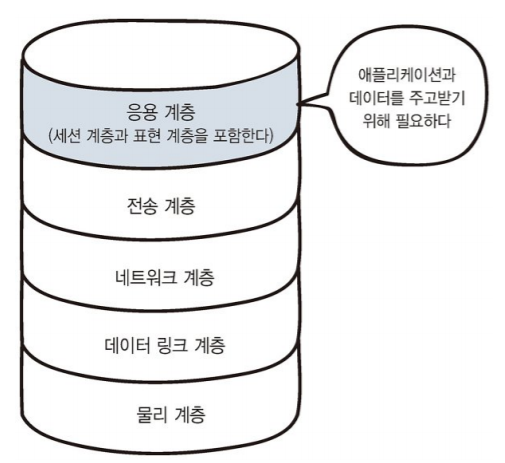 응용 계층
(세션 계층과 표현 계층을 포함한다)
애플리케이션과
데이터를 주고받기
위해 필요하다
전송 계층
네트워크 계층
데이터 링크 계층
물리 계층